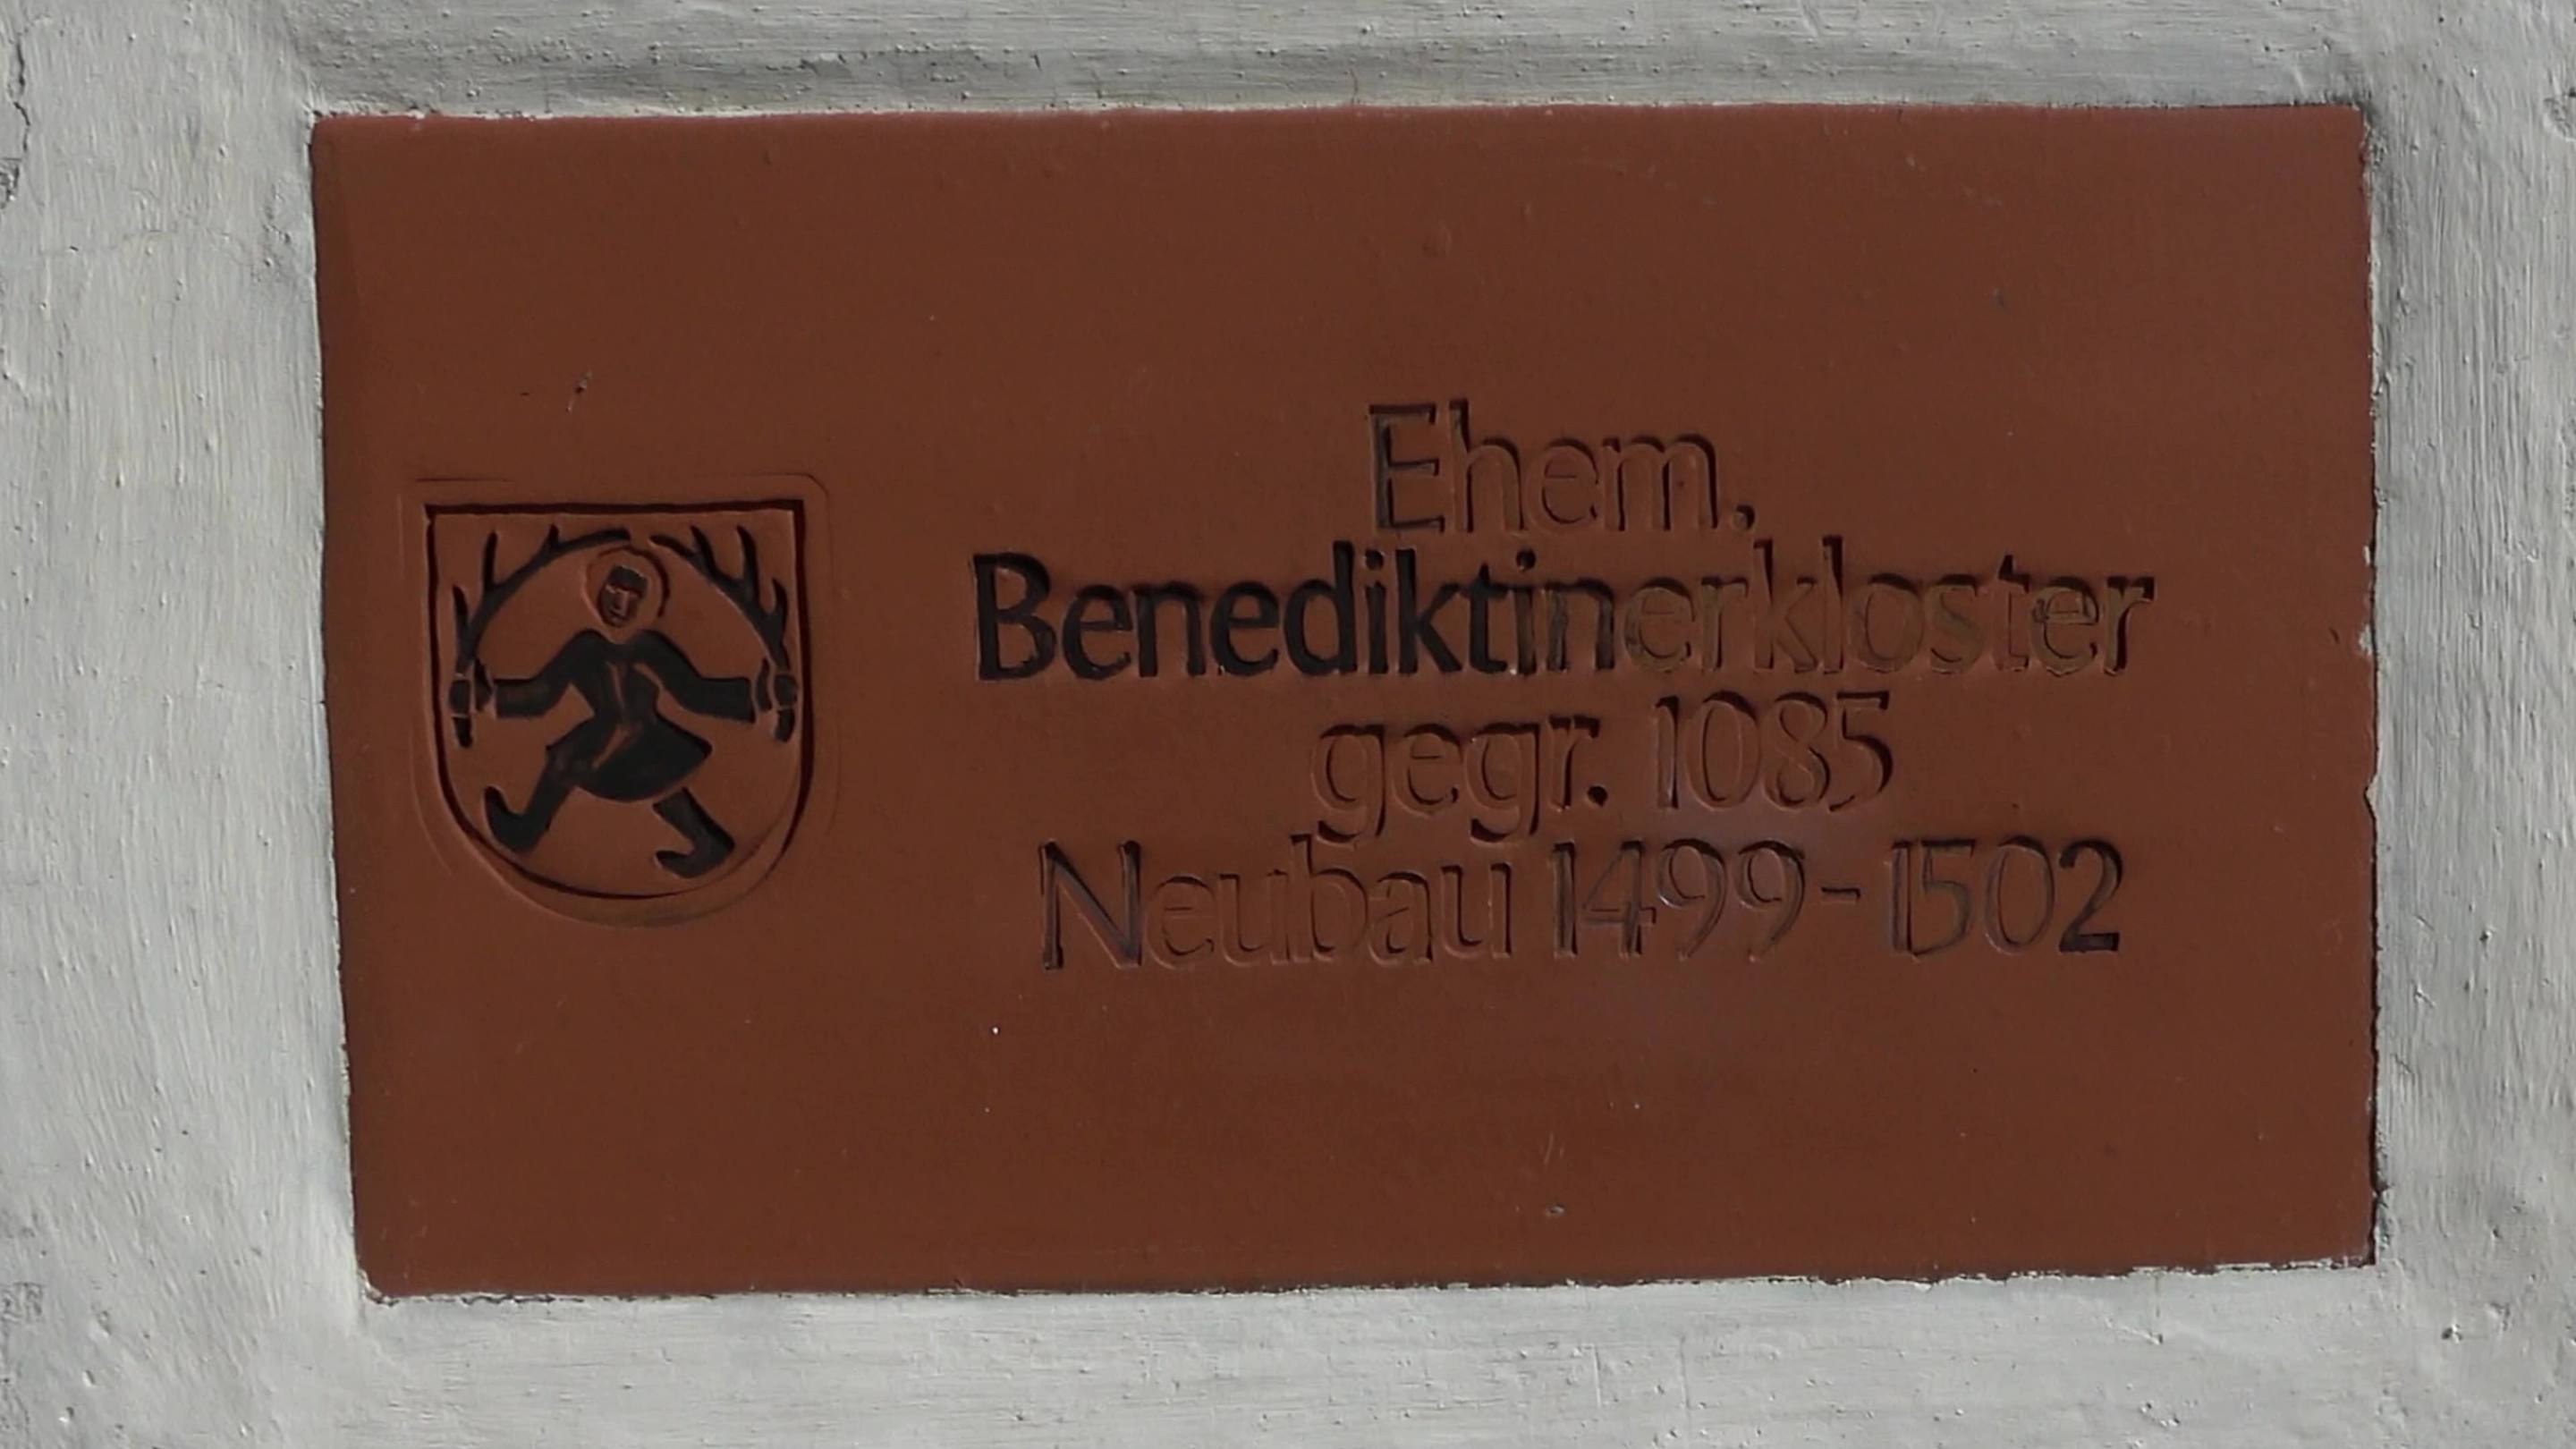 Ehem.
Benediktinerkloster
gegr. 1085
Neubau 1499-1502